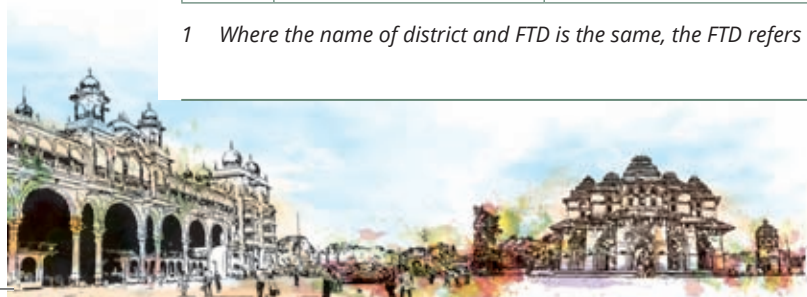 1 Where the name of district and FTD is the same, the FTD refers